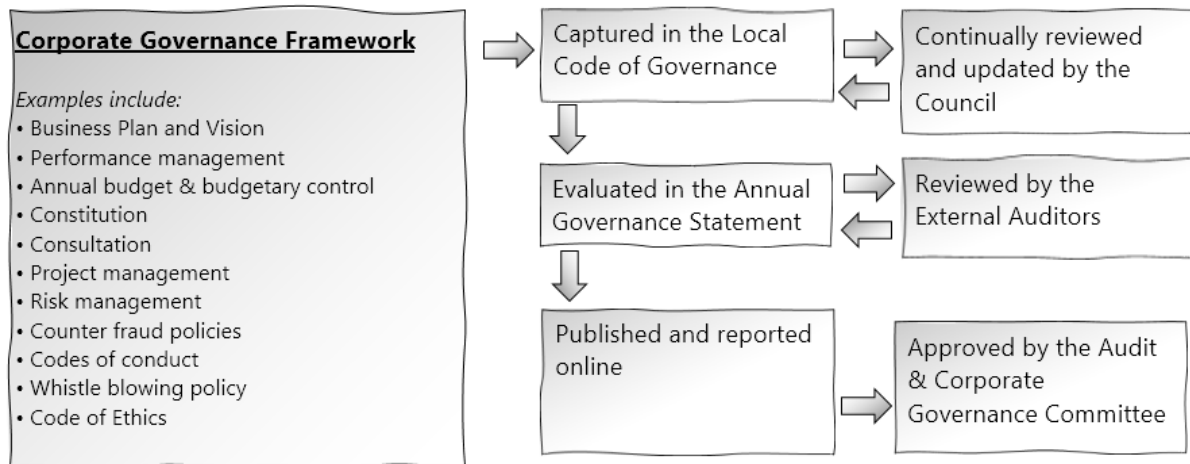 Corporate Governance Framework
Examples include:
• Business Plan and Vision
• Performance management
• Annual budget & budgetary control
• Constitution
• Consultation
• Project management
• Risk management
• Counter fraud policies
• Codes of conduct
• Whistle blowing policy
• Code of Ethics
Captured in the Local
Code of Governance
Continually reviewed
and updated by the
Council
Evaluated in the Annual
Governance Statement
Reviewed by the
External Auditors
Published and reported
online
Approved by the Audit
& Corporate
Governance Committee